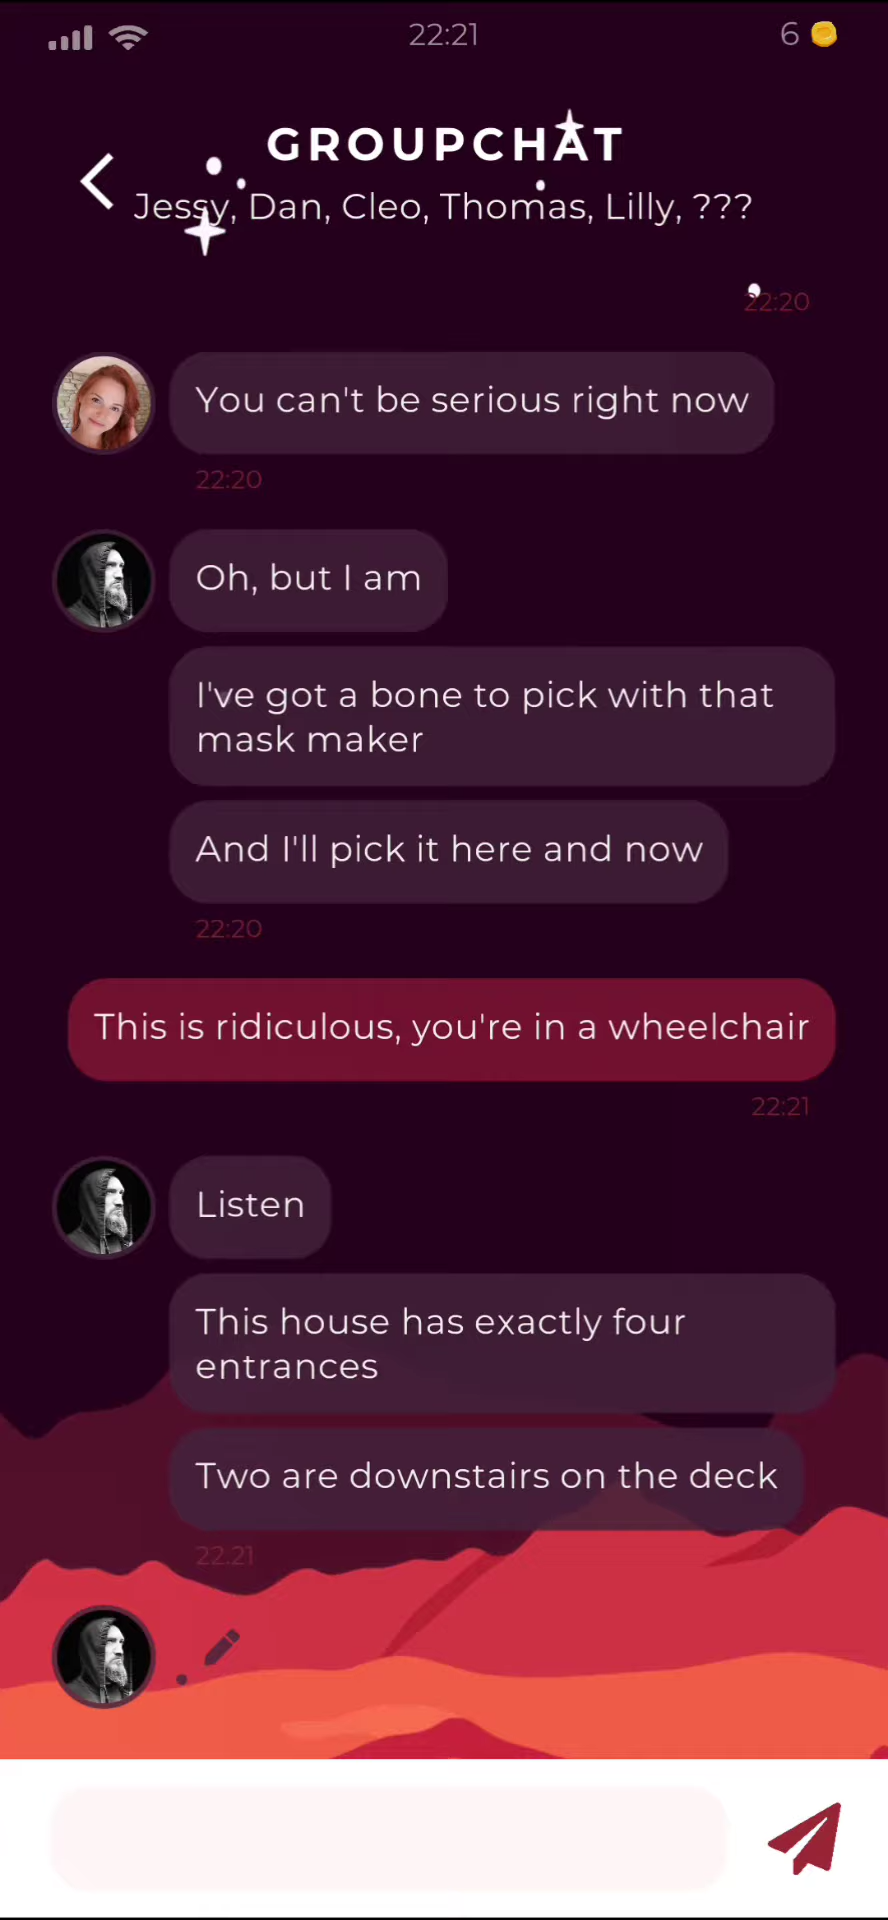 22:21
6
GROUPCHAT
Jessy, Dan, Cleo, Thomas, Lilly, ???
22:20
You can't be serious right now
22:20
Oh, but I am
I've got a bone to pick with that
mask maker
And I'll pick it here and now
22:20
This is ridiculous, you're in a wheelchair
22:21
Listen
This house has exactly four
entrances
Two are downstairs on the deck
22:21